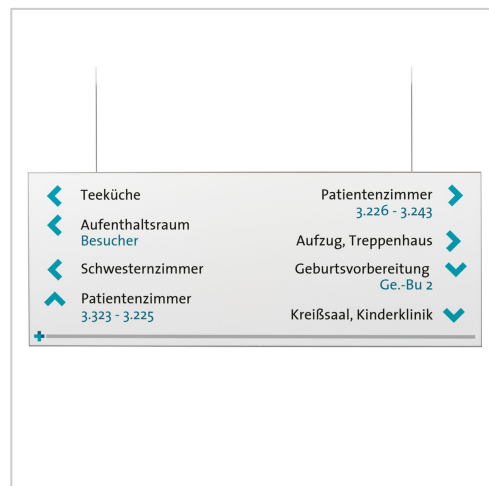 Teeküche
Aufenthaltsraum
Besucher
Schwesternzimmer
Patientenzimmer
3.323 - 3.225
Patientenzimmer
3.226 - 3.243
Aufzug, Treppenhaus
Geburtsvorbereitung
Ge.-Bu 2
Kreißsaal, Kinderklinik